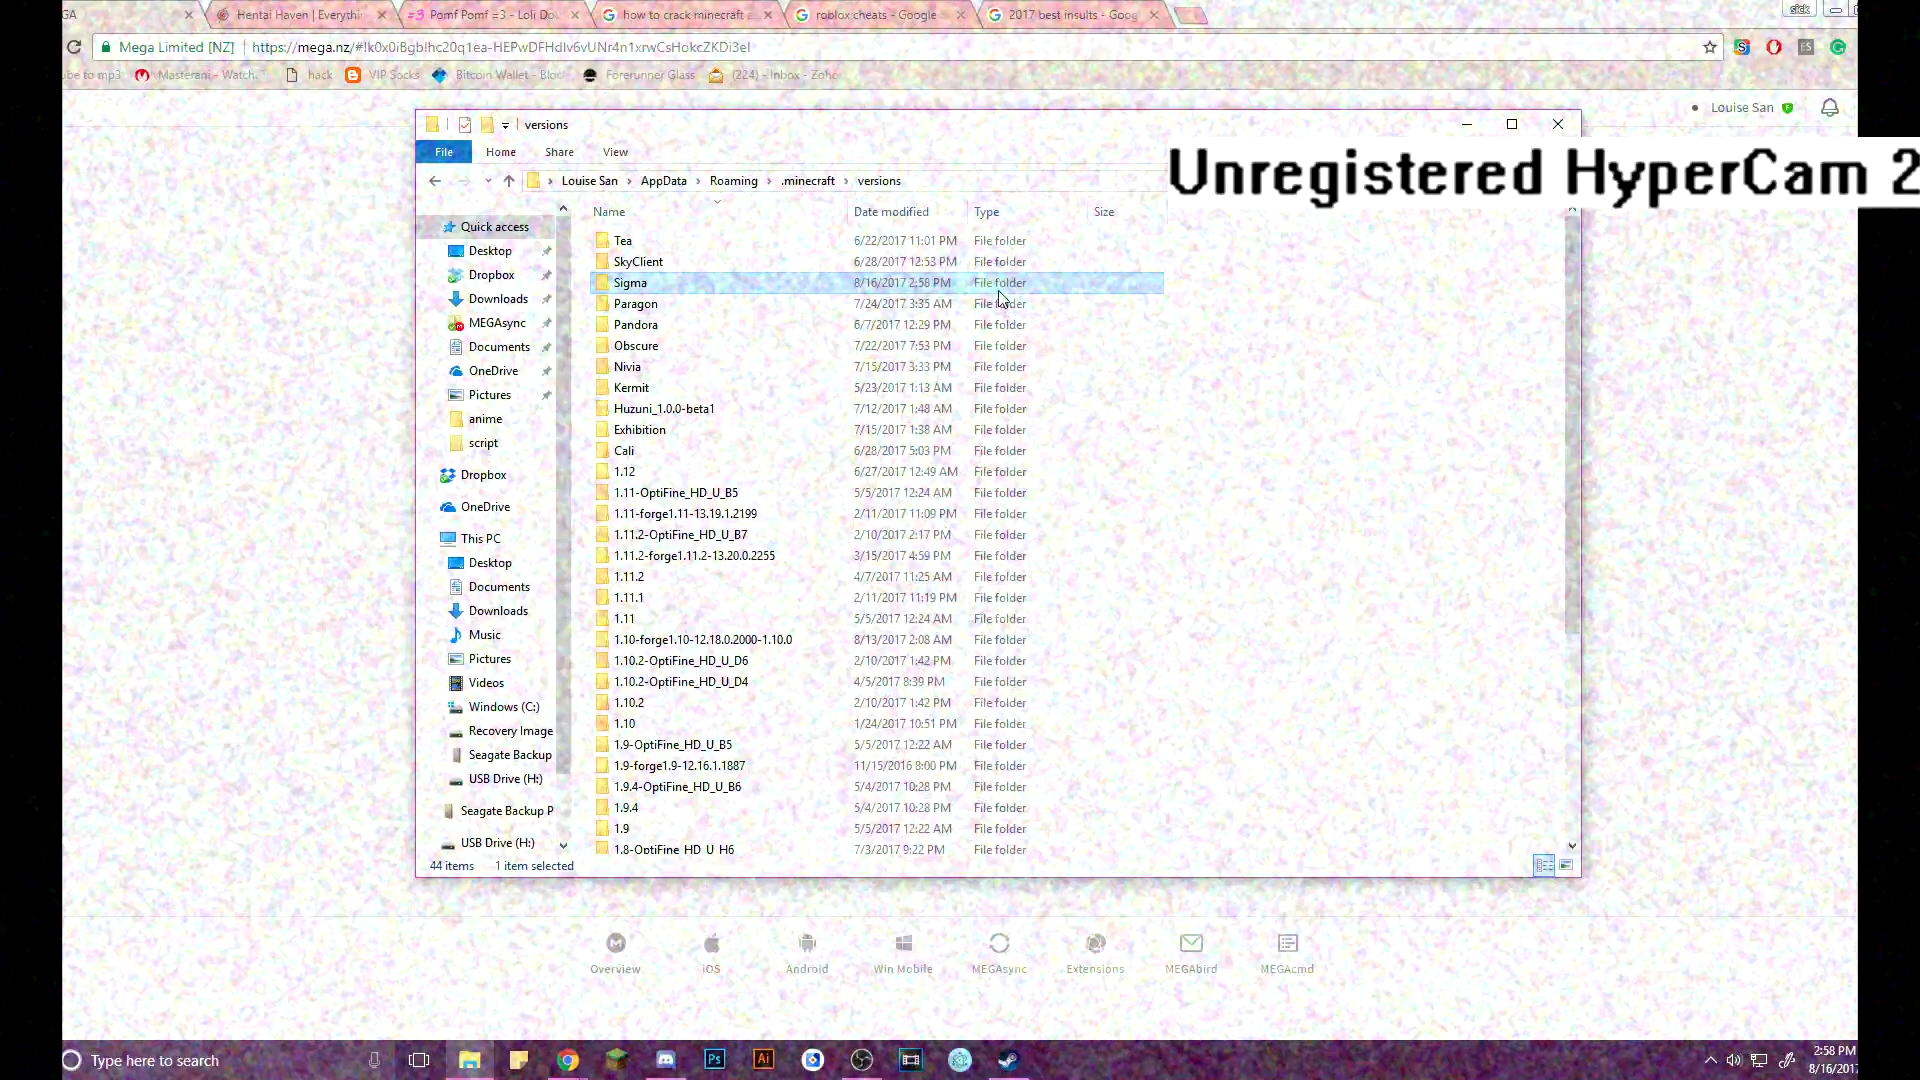 GA
Hentai Haven | Everythin
=3 Pomf Pomf =3 - Loli Do
how to crack minecraft
roblox cheats - Google
2017 best insults - Goog
sick
Mega Limited [NZ]
https://mega.nz/#!k0x0iBgb!hc20q1ea-HEPwDFHdIv6vUNr4n1xrwCsHokcZKDi3eI
ube to mp3
Masterani - Watch
hack
VIP Socks
Bitcoin Wallet - Bloc
Forerunner Glass
(224) - Inbox - Zoho
Louise San
versions
File Home Share View
Louise San > AppData > Roaming > .minecraft > versions
Unregistered HyperCam 2
Name Date modified Type Size
Tea 6/22/2017 11:01 PM File folder
SkyClient 6/28/2017 12:53 PM File folder
Sigma 8/16/2017 2:58 PM File folder
Paragon 7/24/2017 3:35 AM File folder
Pandora 6/7/2017 12:29 PM File folder
Obscure 7/22/2017 7:53 PM File folder
Nivia 7/15/2017 3:33 PM File folder
Kermit 5/23/2017 1:13 AM File folder
Huzuni_1.0.0-beta1 7/12/2017 1:48 AM File folder
Exhibition 7/15/2017 1:38 AM File folder
Cali 6/28/2017 5:03 PM File folder
1.12 6/27/2017 12:49 AM File folder
1.11-OptiFine_HD_U_B5 5/5/2017 12:24 AM File folder
1.11-forge1.11-13.19.1.2199 2/11/2017 11:09 PM File folder
1.11.2-OptiFine_HD_U_B7 2/10/2017 2:17 PM File folder
1.11.2-forge1.11.2-13.20.0.2255 3/15/2017 4:59 PM File folder
1.11.2 4/7/2017 11:25 AM File folder
1.11.1 2/11/2017 11:19 PM File folder
1.11 5/5/2017 12:24 AM File folder
1.10-forge1.10-12.18.0.2000-1.10.0 8/13/2017 2:08 AM File folder
1.10.2-OptiFine_HD_U_D6 2/10/2017 1:42 PM File folder
1.10.2-OptiFine_HD_U_D4 4/5/2017 8:39 PM File folder
1.10.2 2/10/2017 1:42 PM File folder
1.10 1/24/2017 10:51 PM File folder
1.9-OptiFine_HD_U_B5 5/5/2017 12:22 AM File folder
1.9-forge1.9-12.16.1.1887 11/15/2016 8:00 PM File folder
1.9.4-OptiFine_HD_U_B6 5/4/2017 10:28 PM File folder
1.9.4 5/4/2017 10:28 PM File folder
1.9 5/5/2017 12:22 AM File folder
1.8-OptiFine_HD_U_H6 7/3/2017 9:22 PM File folder
Quick access
Desktop
Dropbox
Downloads
MEGAsync
Documents
OneDrive
Pictures
anime
script
Dropbox
OneDrive
This PC
Desktop
Documents
Downloads
Music
Pictures
Videos
Windows (C:)
Recovery Image
Seagate Backup
USB Drive (H:)
Seagate Backup P
USB Drive (H:)
44 items 1 item selected
Overview iOS Android Win Mobile MEGAsync Extensions MEGAbird MEGAcmd
Type here to search
Ps Ai
2:58 PM
8/16/2017